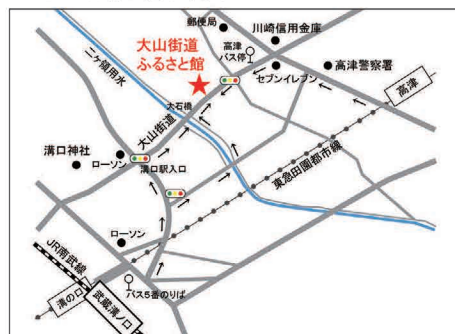 郵便局
川崎信用金庫
大山街道
ふるさと館
高津
バス停
セブンイレブン
高津警察署
高津
二ヶ領用水
大石橋
大山街道
溝口神社
ローソン
溝口駅入口
東急田園都市線
ローソン
JR南武線
バス5番のりば
溝の口
武蔵溝ノ口